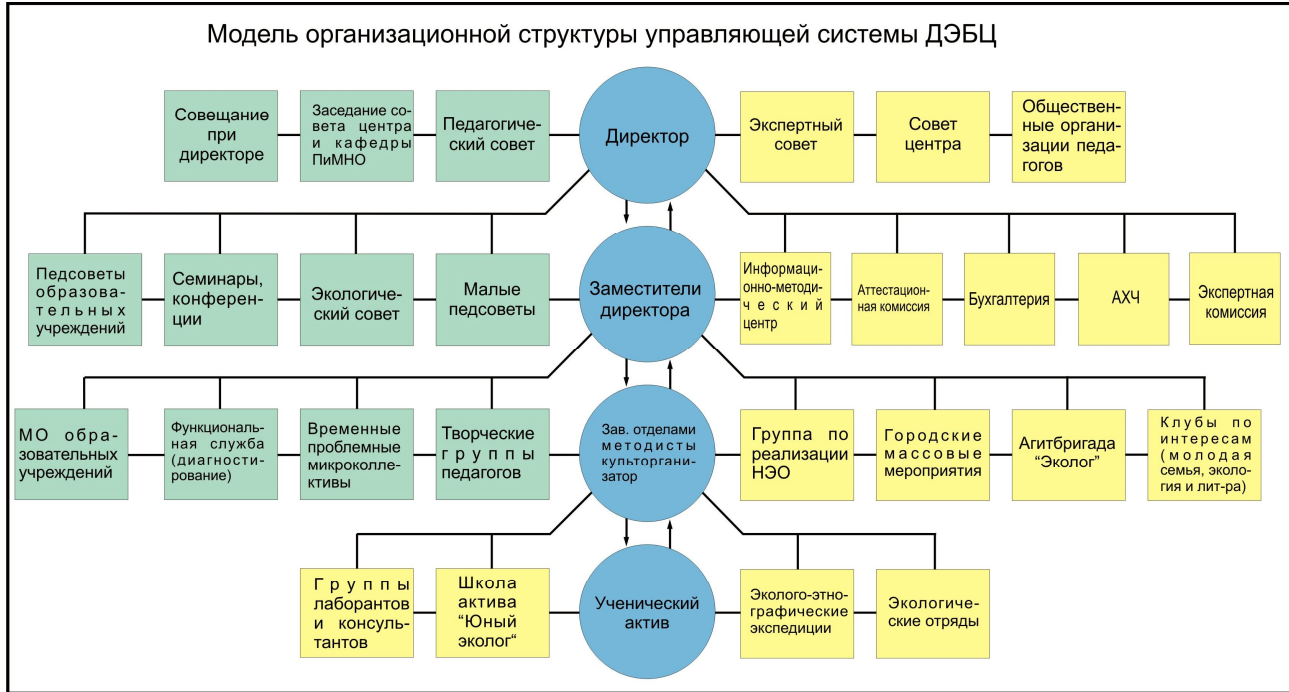 Модель организационной структуры управляющей системы ДЭБЦ
Совещание
при
директоре
Заседание со-
вета центра
и кафедры
ПиМНО
Педагогичес-
кий совет
Директор
Экспертный
совет
Совет
центра
Обществен-
ные органи-
зации педа-
гогов
Педсоветы
образова-
тельных
учреждений
Семинары,
конферен-
ции
Экологиче-
ский совет
Малые
педсоветы
Заместители
директора
Информаци-
онно-мето-
дический
центр
Аттестацион-
ная комиссия
Бухгалтерия
АХЧ
Экспертная
комиссия
МО обра-
зовательных
учреждений
Функциональ-
ная служба
(диагности-
рование)
Временные
проблемные
микроколле-
ктивы
Творческие
группы
педагогов
Зав. отделами
методисты
культоргани-
затор
Группа по
реализации
НЭО
Городские
массовые
мероприятия
Агитбригада
“Эколог”
Клубы по
интересам
(молодая
семья, эколо-
гия и лит-ра)
Группы
лаборантов
и консуль-
тантов
Школа
актива
“Юный
эколог“
Ученический
актив
Эколого-этно-
графические
экспедиции
Экологиче-
ские отряды